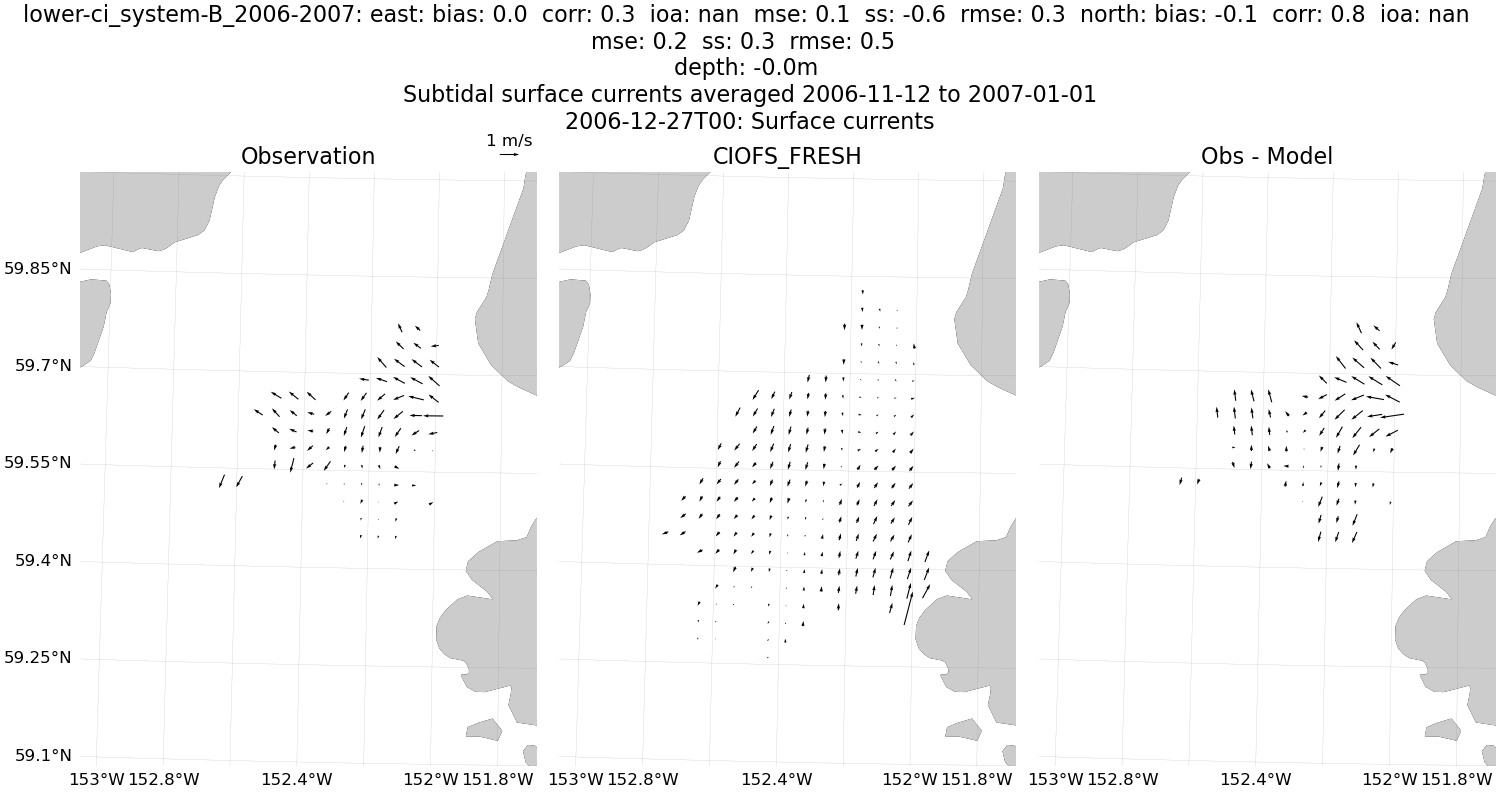 lower-ci_system-B_2006-2007: east: bias: 0.0  corr: 0.3  ioa: nan  mse: 0.1  ss: -0.6  rmse: 0.3  north: bias: -0.1  corr: 0.8  ioa: nan
mse: 0.2  ss: 0.3  rmse: 0.5
depth: -0.0m
Subtidal surface currents averaged 2006-11-12 to 2007-01-01
2006-12-27T00: Surface currents
1 m/s
Observation
CIOFS_FRESH
Obs - Model
59.85°N
59.7°N
59.55°N
59.4°N
59.25°N
59.1°N
153°W 152.8°W 152.4°W 152°W 151.8°W
153°W 152.8°W 152.4°W 152°W 151.8°W
153°W 152.8°W 152.4°W 152°W 151.8°W